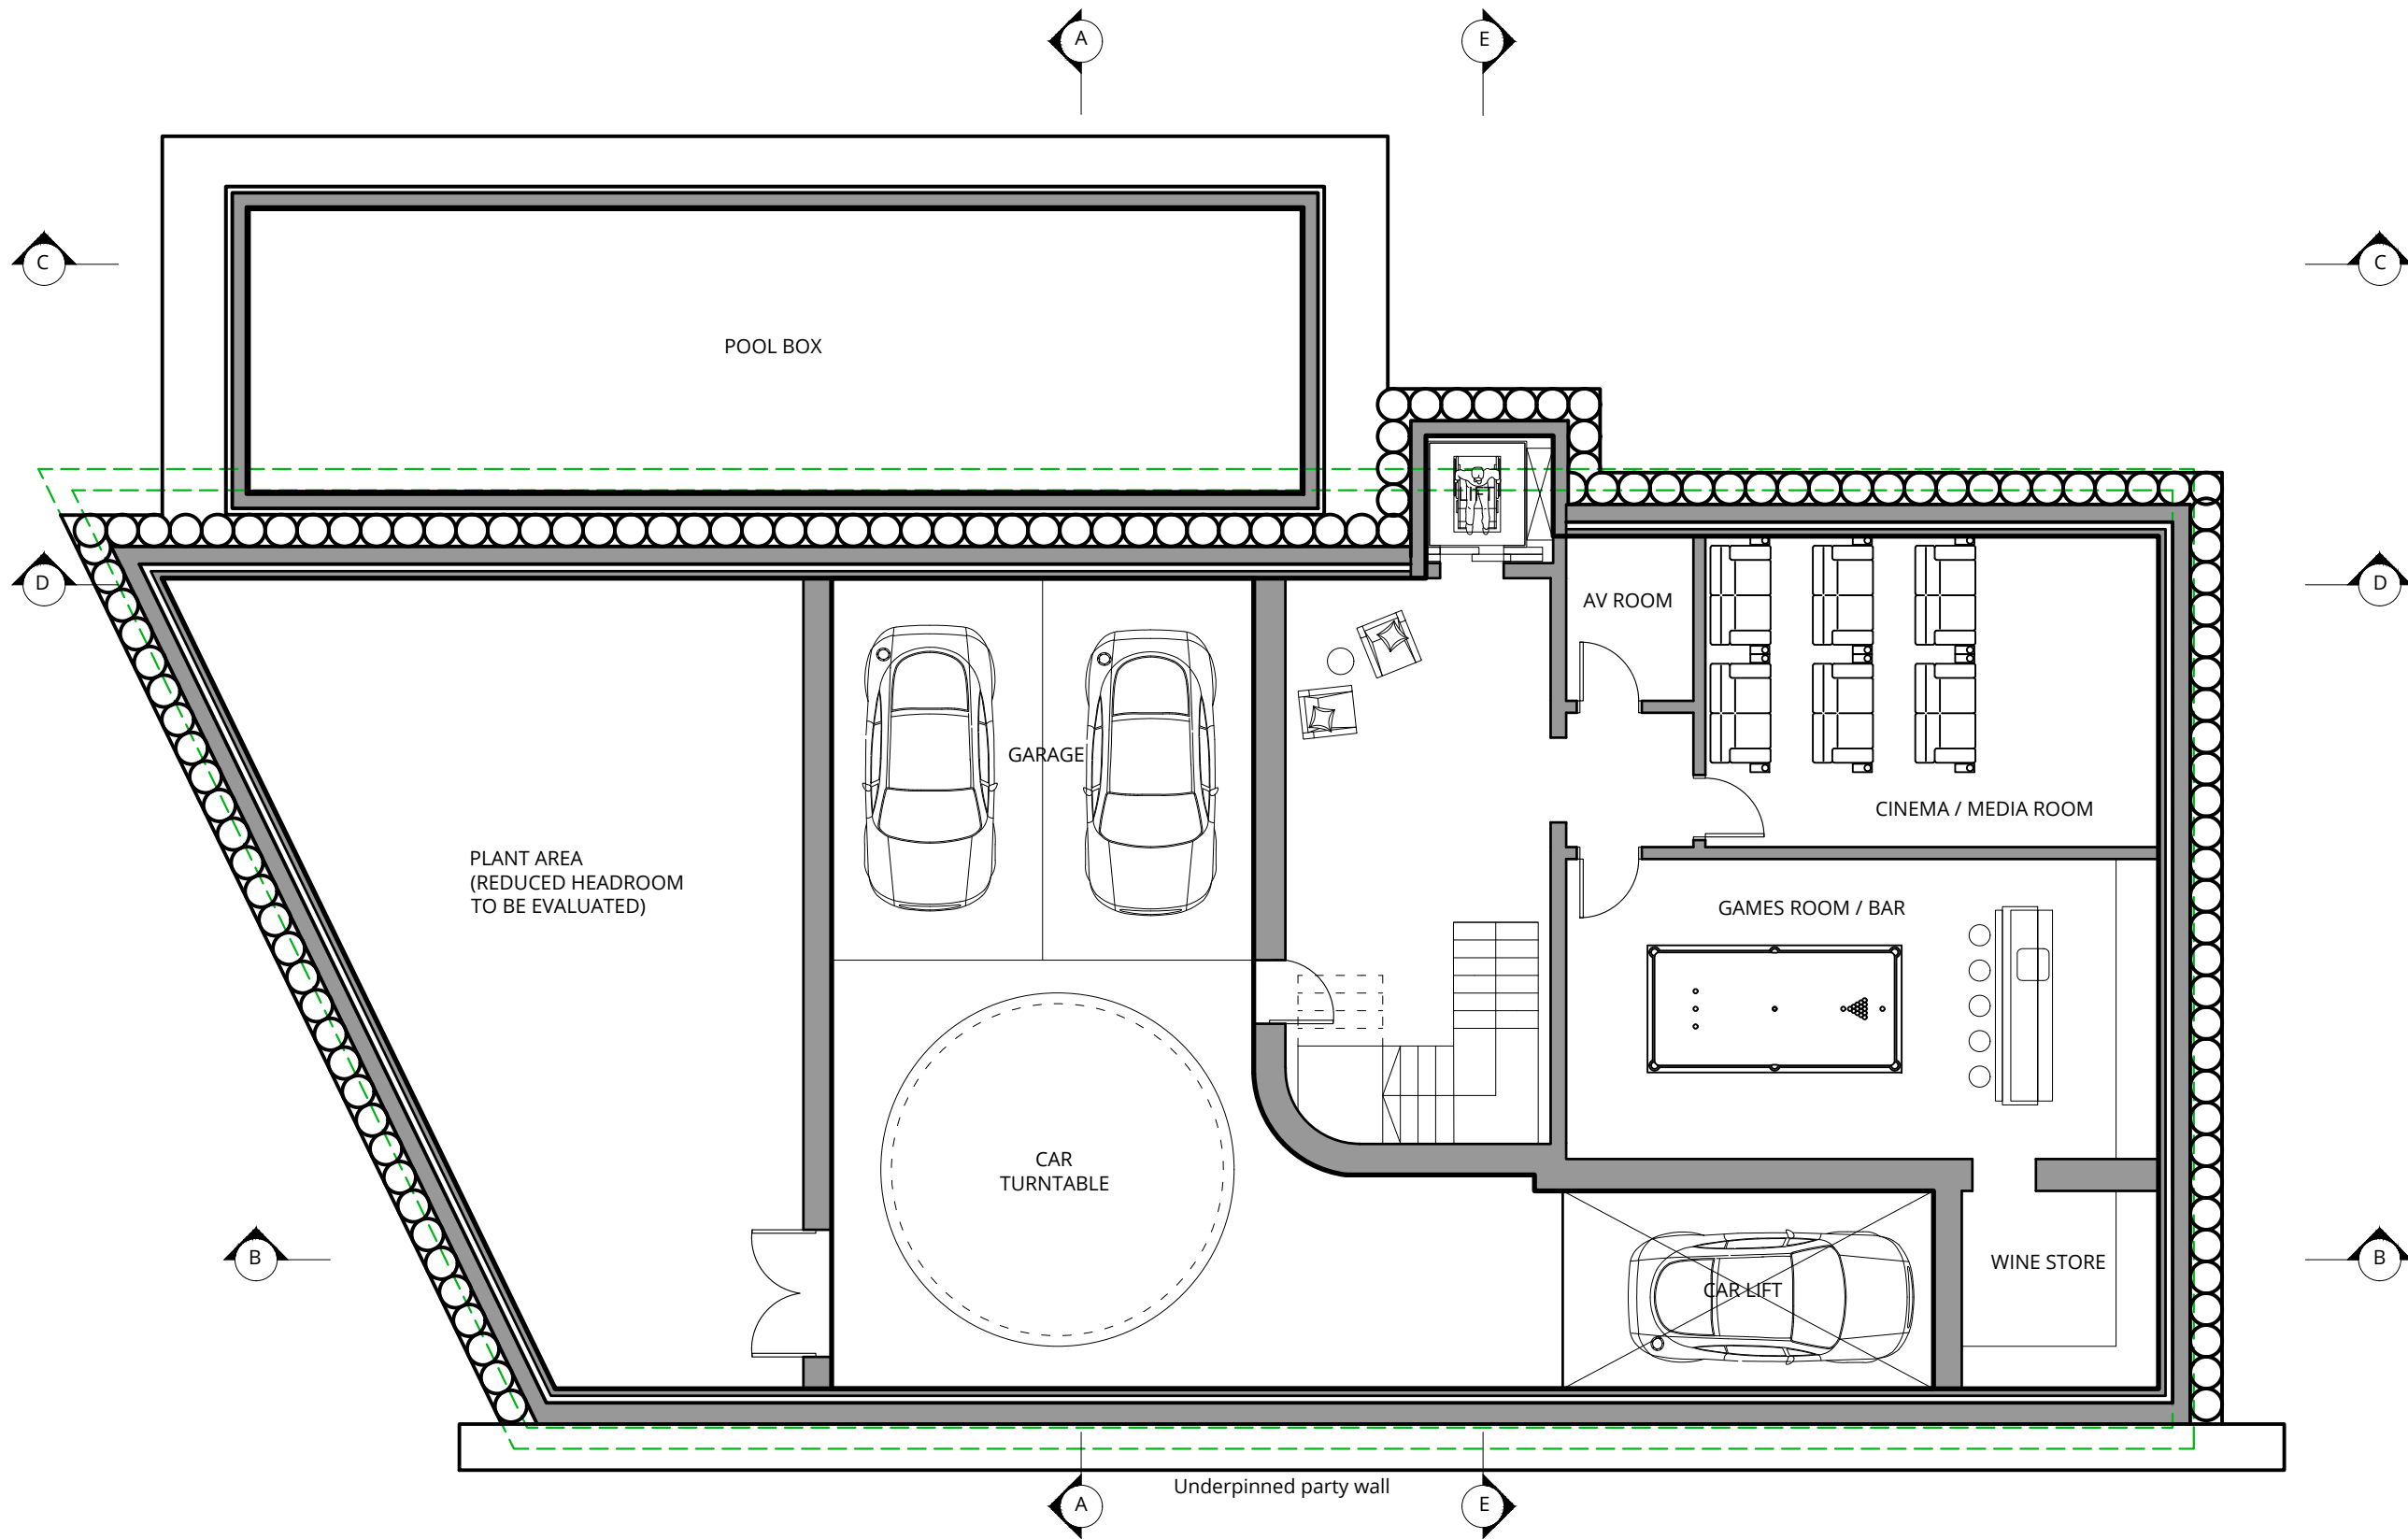 A
E
C
C
POOL BOX
D
D
AV ROOM
GARAGE
CINEMA / MEDIA ROOM
PLANT AREA
(REDUCED HEADROOM
TO BE EVALUATED)
GAMES ROOM / BAR
CAR
TURNTABLE
B
B
WINE STORE
CAR LIFT
Underpinned party wall
A
E